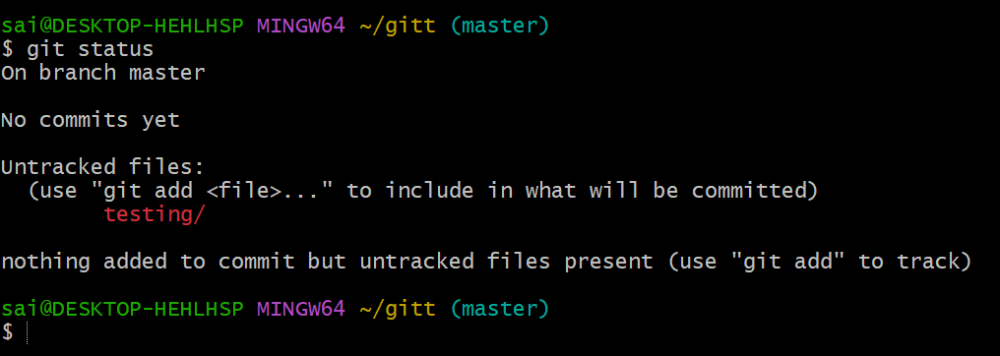 sai@DESKTOP-HEHLHSP MINGW64 ~/gitt (master)
$ git status
On branch master
No commits yet
Untracked files:
(use "git add <file>..." to include in what will be committed)
testing/
nothing added to commit but untracked files present (use "git add" to track)
sai@DESKTOP-HEHLHSP MINGW64 ~/gitt (master)
$